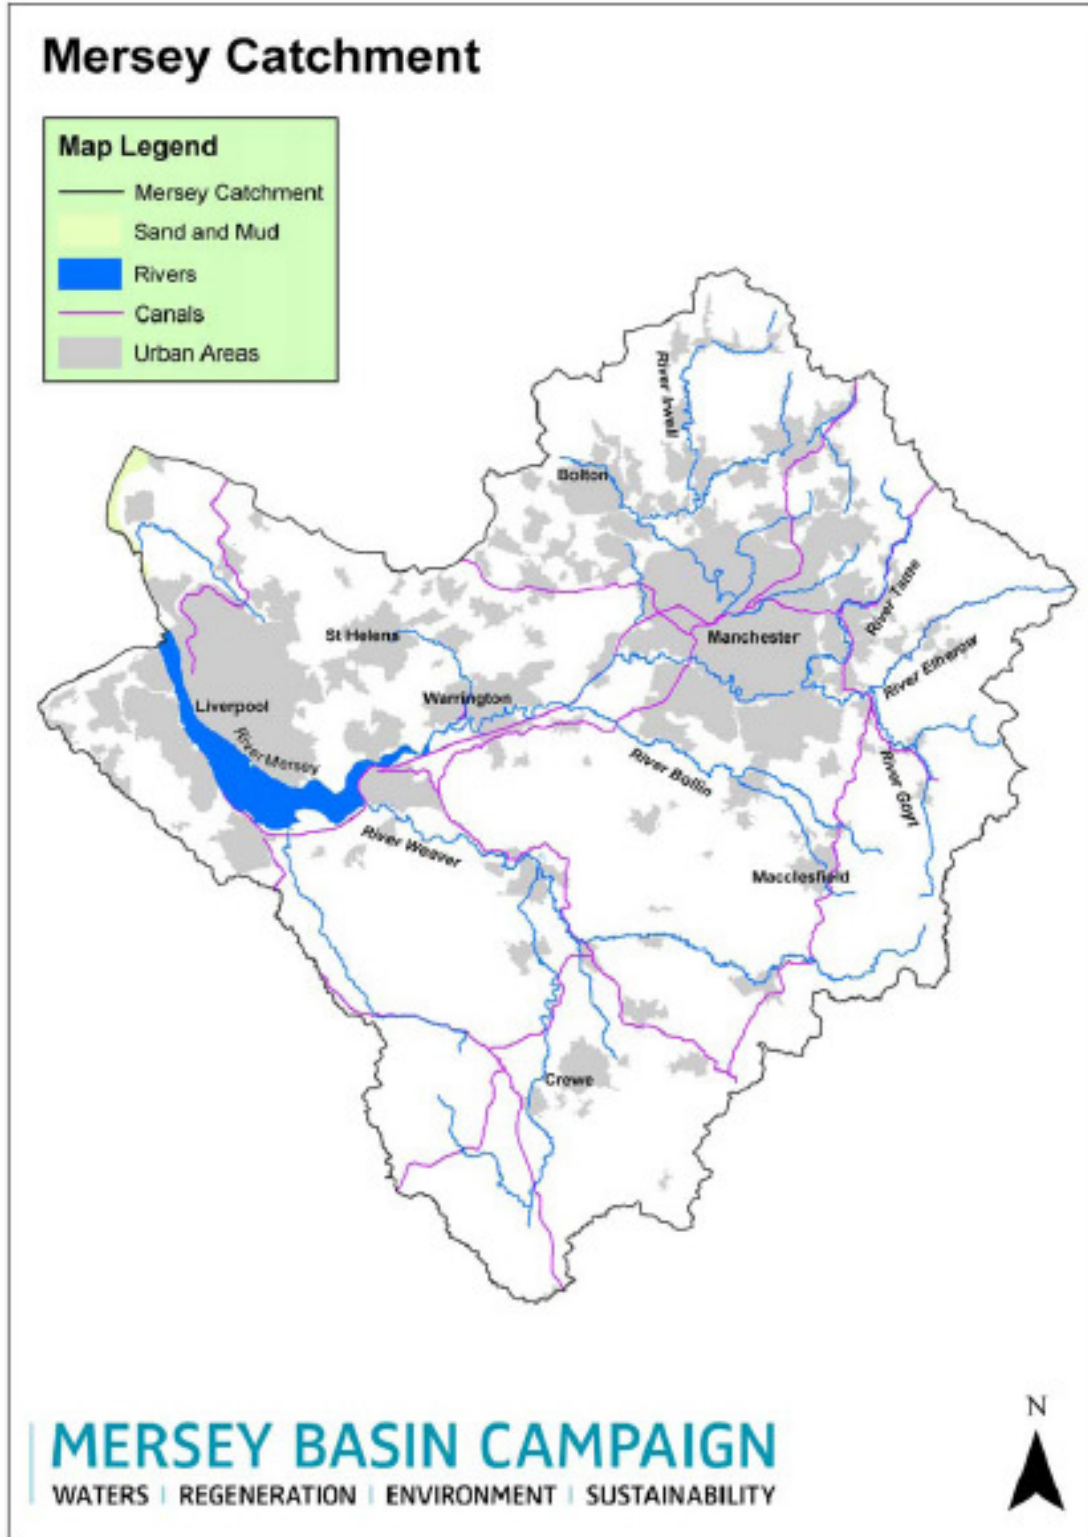 Mersey Catchment
Map Legend
Mersey Catchment
Sand and Mud
Rivers
Canals
Urban Areas
River Irwell
Bolton
River Tame
St Helens
Manchester
River Etherow
Warrington
Liverpool
River Mersey
River Bollin
River Goyt
River Weaver
Macclesfield
Crewe
N
MERSEY BASIN CAMPAIGN
WATERS | REGENERATION | ENVIRONMENT | SUSTAINABILITY